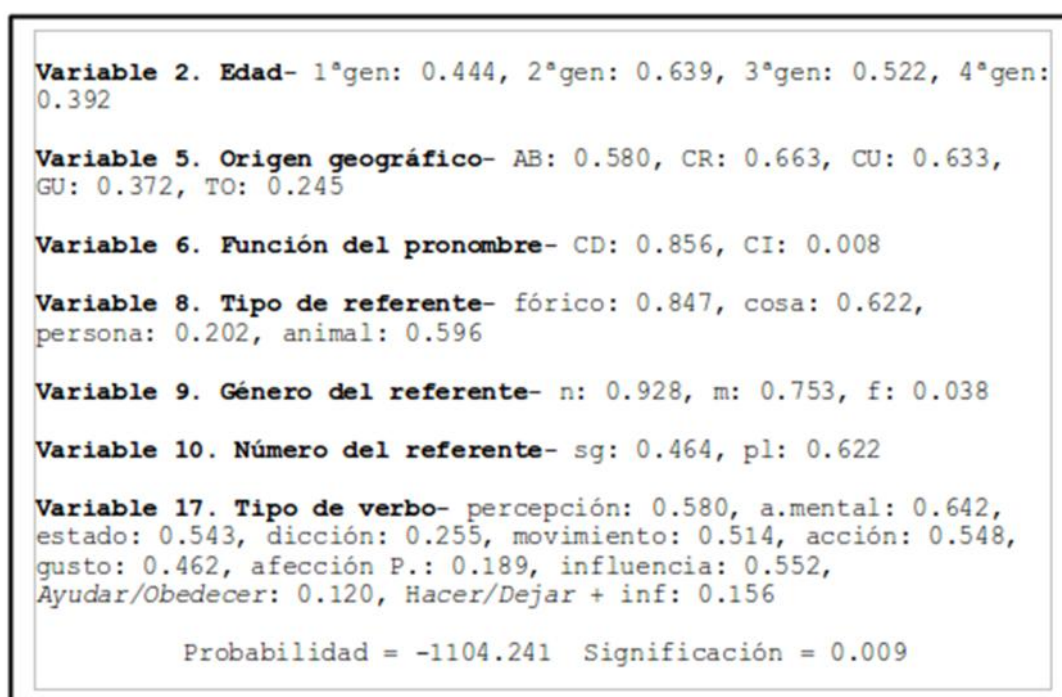 Variable 2. Edad- 1ªgen: 0.444, 2ªgen: 0.639, 3ªgen: 0.522, 4ªgen:
0.392
Variable 5. Origen geográfico- AB: 0.580, CR: 0.663, CU: 0.633,
GU: 0.372, TO: 0.245
Variable 6. Función del pronombre- CD: 0.856, CI: 0.008
Variable 8. Tipo de referente- fórico: 0.847, cosa: 0.622,
persona: 0.202, animal: 0.596
Variable 9. Género del referente- n: 0.928, m: 0.753, f: 0.038
Variable 10. Número del referente- sg: 0.464, pl: 0.622
Variable 17. Tipo de verbo- percepción: 0.580, a.mental: 0.642,
estado: 0.543, dicción: 0.255, movimiento: 0.514, acción: 0.548,
gusto: 0.462, afección P.: 0.189, influencia: 0.552,
Ayudar/Obedecer: 0.120, Hacer/Dejar + inf: 0.156
Probabilidad = -1104.241 Significación = 0.009